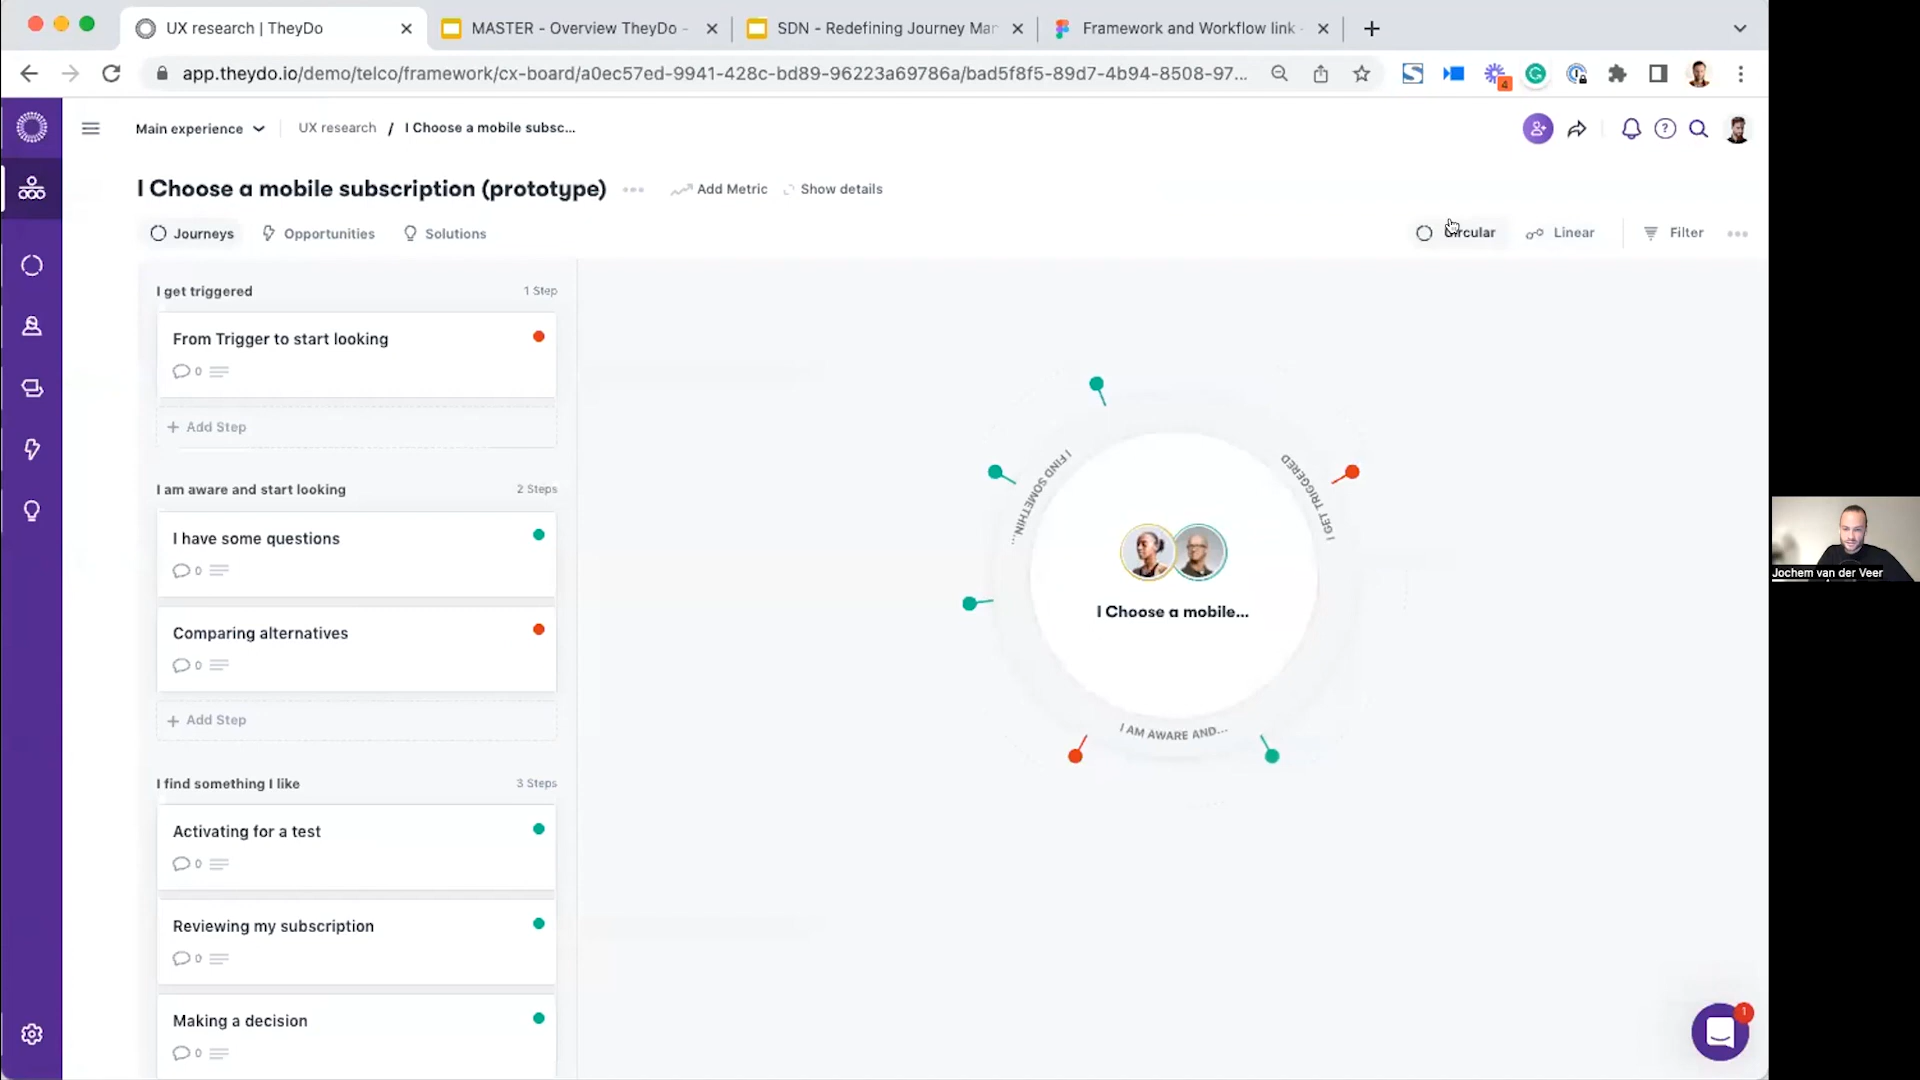 UX research | TheyDo
MASTER - Overview TheyDo -
SDN - Redefining Journey Mar
Framework and Workflow link -
app.theydo.io/demo/telco/framework/cx-board/a0ec57ed-9941-428c-bd89-96223a69786a/bad5f8f5-89d7-4b94-8508-97...
4
Main experience
UX research / I Choose a mobile subsc...
I Choose a mobile subscription (prototype)
Add Metric
Show details
Journeys
Opportunities
Solutions
Circular
Linear
Filter
I get triggered
1 Step
From Trigger to start looking
0
+ Add Step
I am aware and start looking
2 Steps
I have some questions
0
Comparing alternatives
0
+ Add Step
I find something I like
3 Steps
Activating for a test
0
Reviewing my subscription
0
Making a decision
0
I FIND SOMETHIN...
I GET TRIGGERED
I Choose a mobile...
I AM AWARE AND...
1
Jochem van der Veer